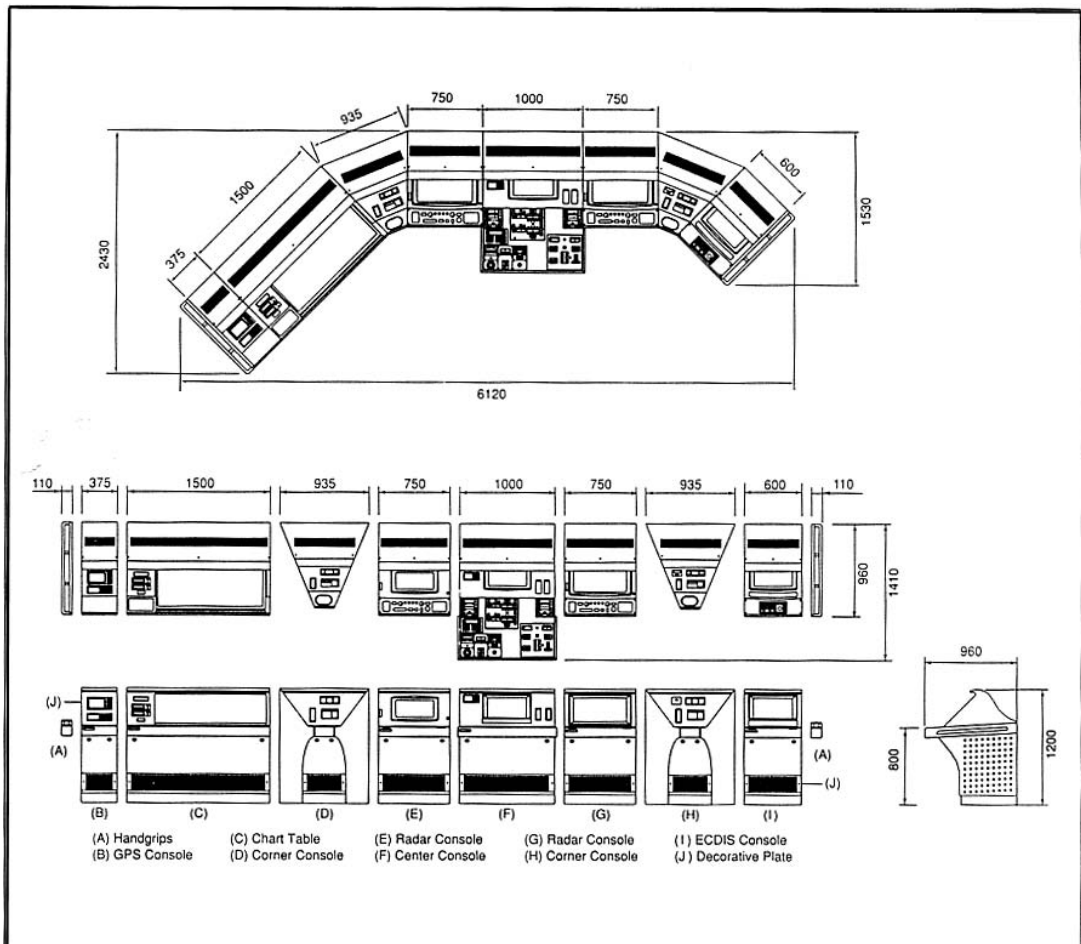 750 1000 750
935
600
1500
1530
2430
375
6120
110 375 1500 935 750 1000 750 935 600 110
960
1410
960
(J)
(A)
(A)
800
1200
(J)
(B) (C) (D) (E) (F) (G) (H) (I)
(A) Handgrips (C) Chart Table (E) Radar Console (G) Radar Console (I) ECDIS Console
(B) GPS Console (D) Corner Console (F) Center Console (H) Corner Console (J) Decorative Plate